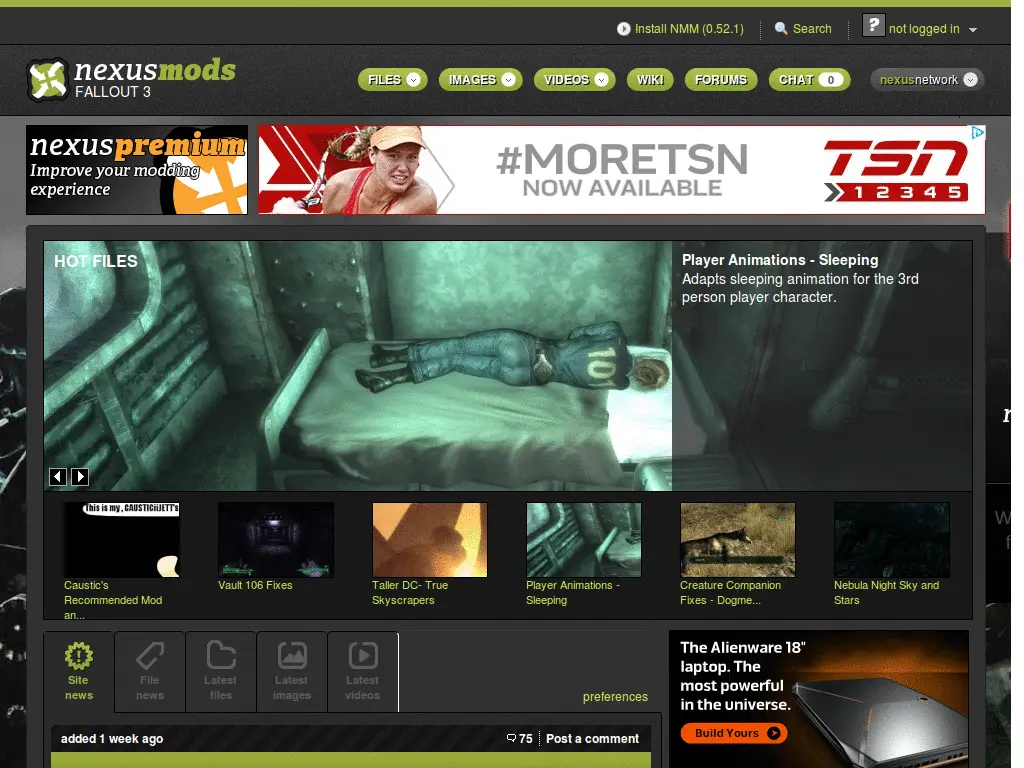 Install NMM (0.52.1)
Search
?
not logged in
nexusmods
FALLOUT 3
FILES
IMAGES
VIDEOS
WIKI
FORUMS
CHAT 0
nexusnetwork
nexuspremium
Improve your modding
experience
#MORETSN
NOW AVAILABLE
TSN
1 2 3 4 5
HOT FILES
Player Animations - Sleeping
Adapts sleeping animation for the 3rd
person player character.
101
This is my , CAUSTICiiJETT's
Caustic's
Recommended Mod
an...
Vault 106 Fixes
Taller DC- True
Skyscrapers
Player Animations -
Sleeping
Creature Companion
Fixes - Dogme...
Nebula Night Sky and
Stars
Site
news
File
news
Latest
files
Latest
images
Latest
videos
preferences
added 1 week ago
75
Post a comment
The Alienware 18"
laptop. The
most powerful
in the universe.
Build Yours